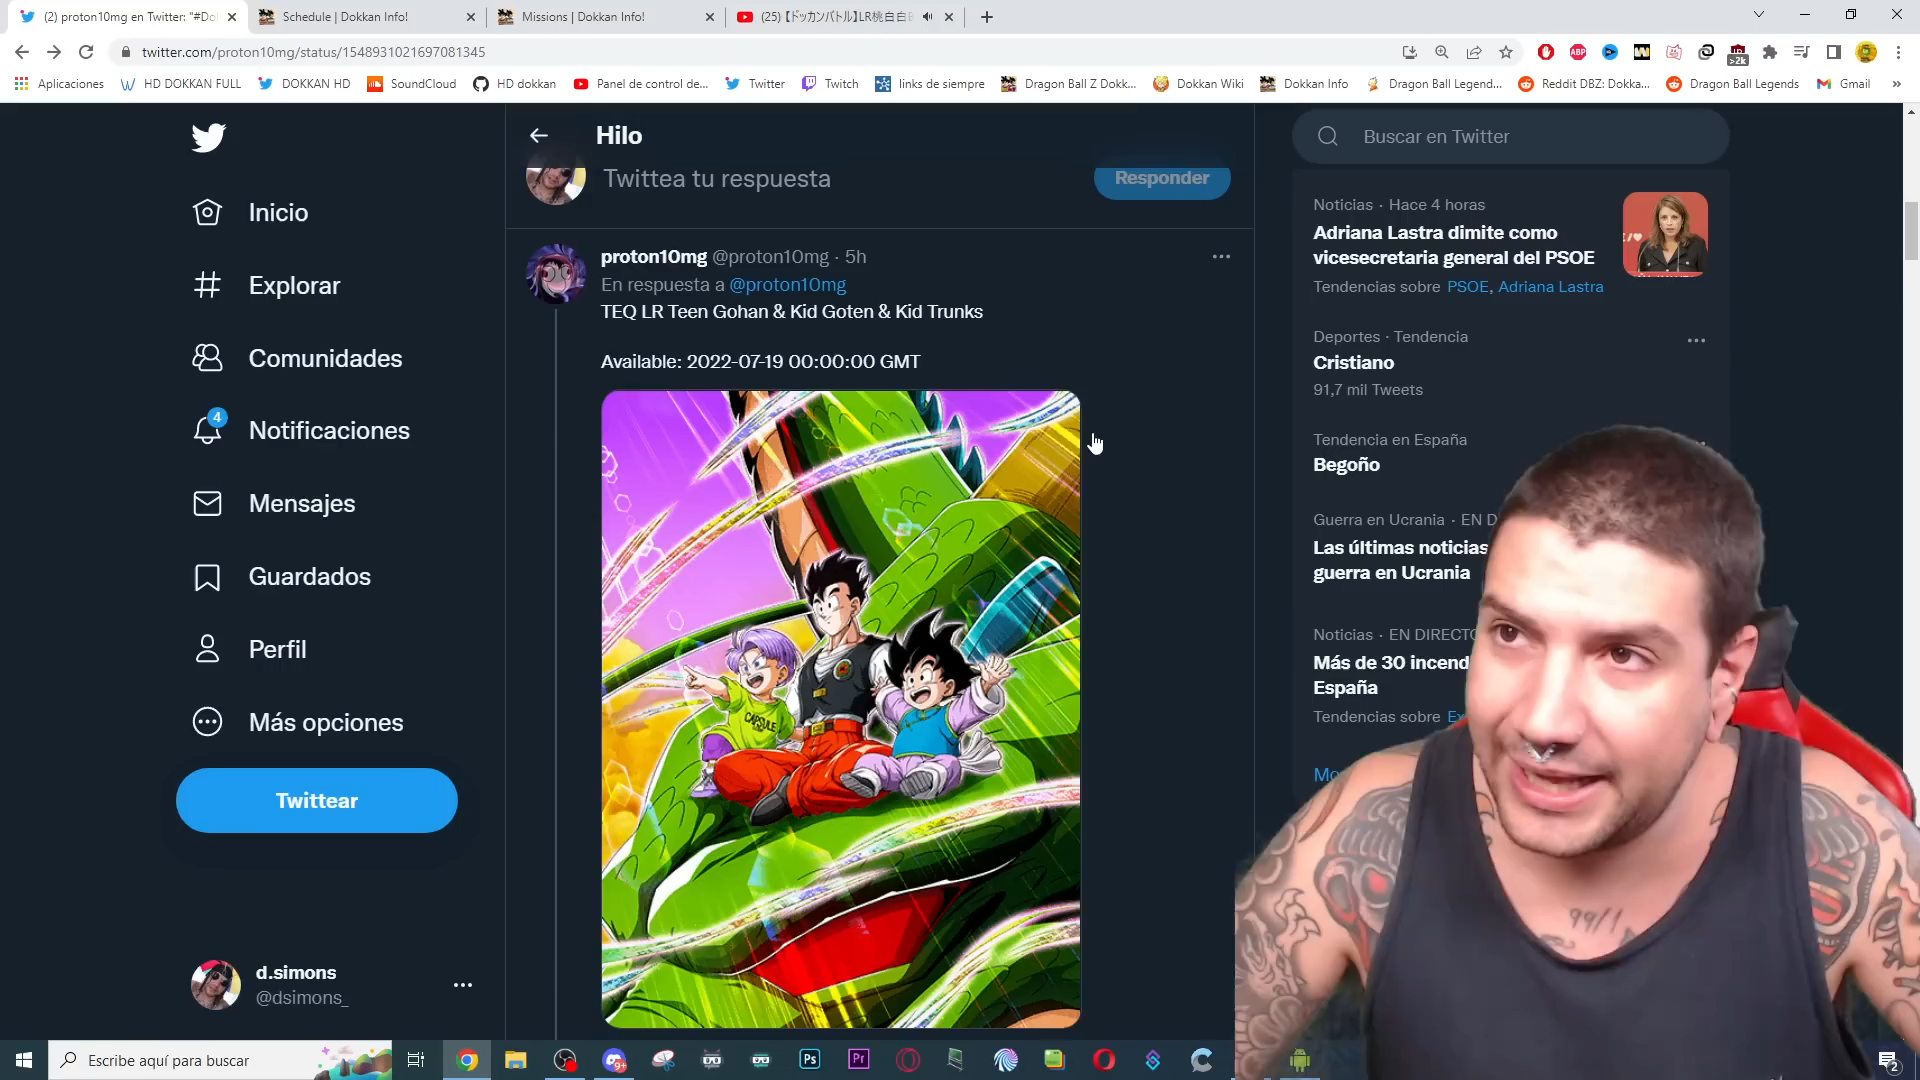 (2) proton10mg en Twitter: "#Do
Schedule | Dokkan Info!
Missions | Dokkan Info!
(25) 【ドッカンバトル】LR桃白白
twitter.com/proton10mg/status/1548931021697081345
ABP
>2k
Aplicaciones
HD DOKKAN FULL
DOKKAN HD
SoundCloud
HD dokkan
Panel de control de...
Twitter
Twitch
links de siempre
Dragon Ball Z Dokk...
Dokkan Wiki
Dokkan Info
Dragon Ball Legend...
Reddit DBZ: Dokka...
Dragon Ball Legends
Gmail
»
Inicio
Explorar
Comunidades
4
Notificaciones
Mensajes
Guardados
Perfil
Más opciones
Twittear
d.simons
@dsimons_
Hilo
Twittea tu respuesta
Responder
proton10mg @proton10mg · 5h
En respuesta a @proton10mg
TEQ LR Teen Gohan & Kid Goten & Kid Trunks
Available: 2022-07-19 00:00:00 GMT
CAPSULE
Buscar en Twitter
Noticias · Hace 4 horas
Adriana Lastra dimite como
vicesecretaria general del PSOE
Tendencias sobre PSOE, Adriana Lastra
Deportes · Tendencia
Cristiano
91,7 mil Tweets
Tendencia en España
Begoño
Guerra en Ucrania · EN D
Las últimas noticias
guerra en Ucrania
Noticias · EN DIRECTO
Más de 30 incend
España
Tendencias sobre Ex
Mo
Escribe aquí para buscar
9+
Ps
Pr
2